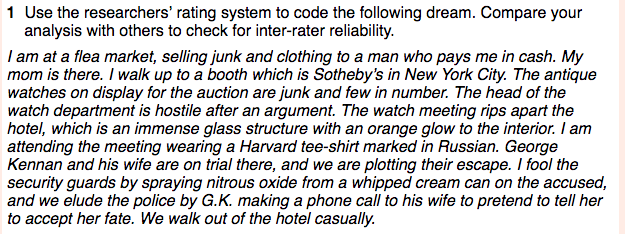 1 Use the researchers' rating system to code the following dream. Compare your
analysis with others to check for inter-rater reliability.
I am at a flea market, selling junk and clothing to a man who pays me in cash. My
mom is there. I walk up to a booth which is Sotheby's in New York City. The antique
watches on display for the auction are junk and few in number. The head of the
watch department is hostile after an argument. The watch meeting rips apart the
hotel, which is an immense glass structure with an orange glow to the interior. I am
attending the meeting wearing a Harvard tee-shirt marked in Russian. George
Kennan and his wife are on trial there, and we are plotting their escape. I fool the
security guards by spraying nitrous oxide from a whipped cream can on the accused,
and we elude the police by G.K. making a phone call to his wife to pretend to tell her
to accept her fate. We walk out of the hotel casually.